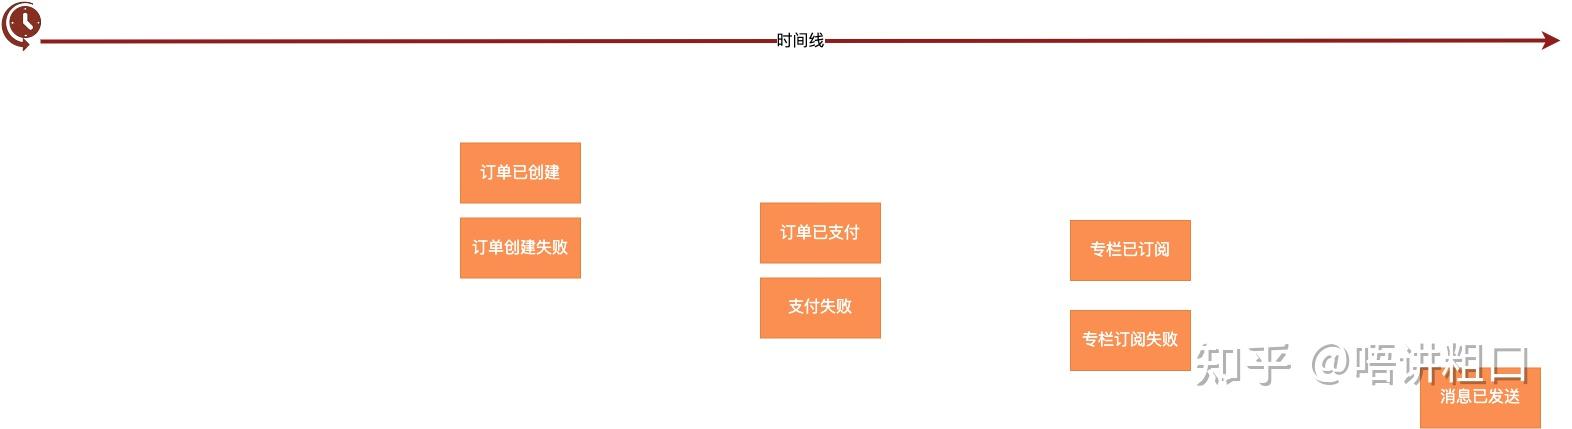 时间线
订单已创建
订单创建失败
订单已支付
支付失败
专栏已订阅
专栏订阅失败
知乎 @唔讲粗口
消息已发送